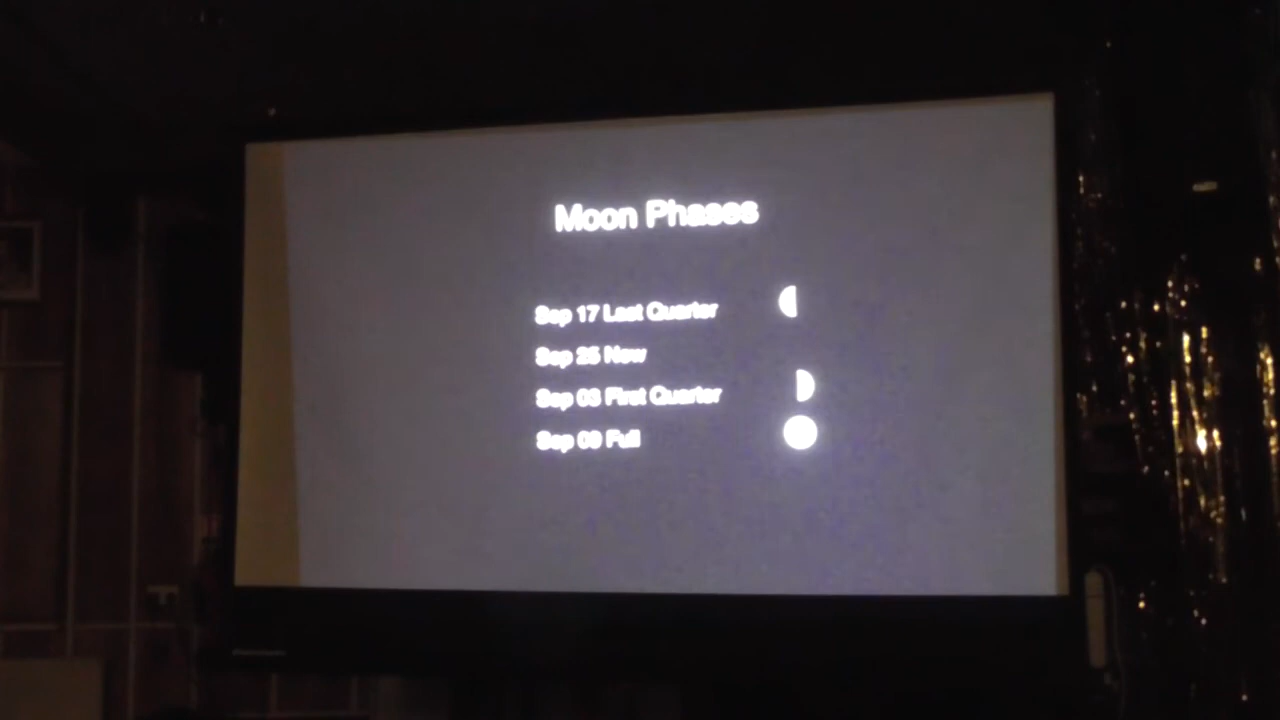 Moon Phases
Sep 17 Last Quarter
Sep 25 New
Sep 03 First Quarter
Sep 09 Full